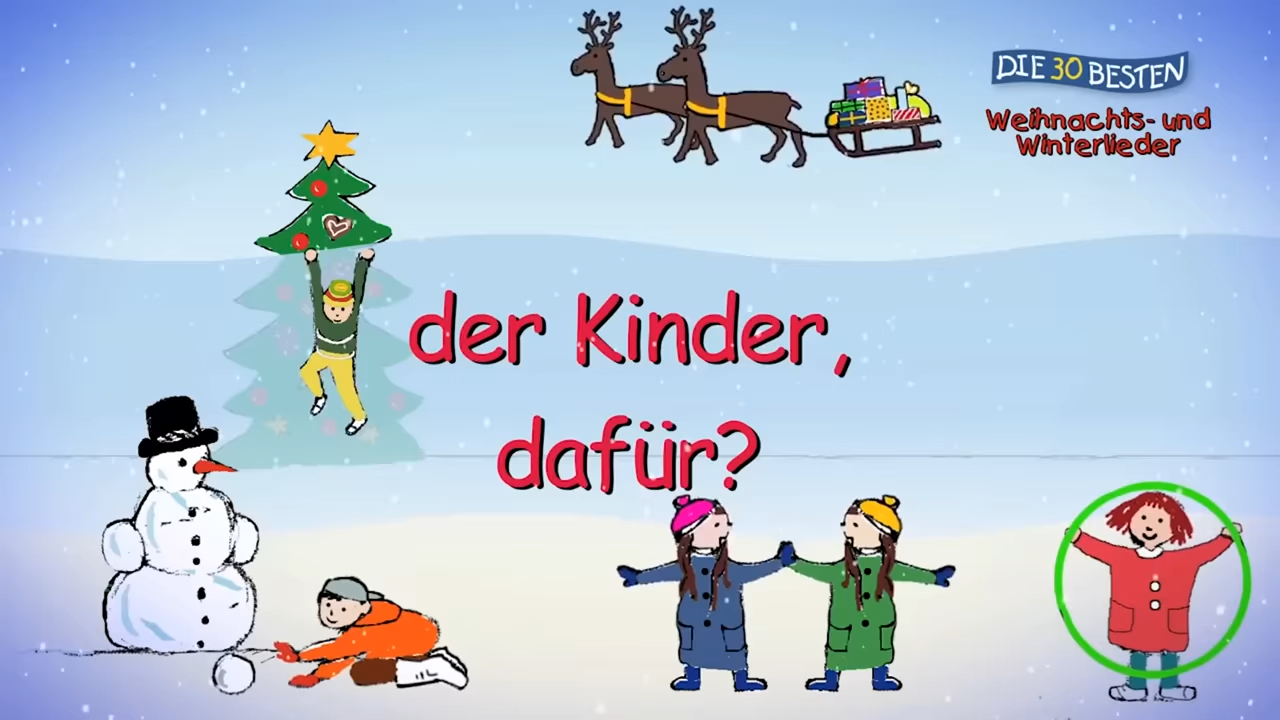 DIE 30 BESTEN
Weihnachts- und
Winterlieder
der Kinder,
dafür?